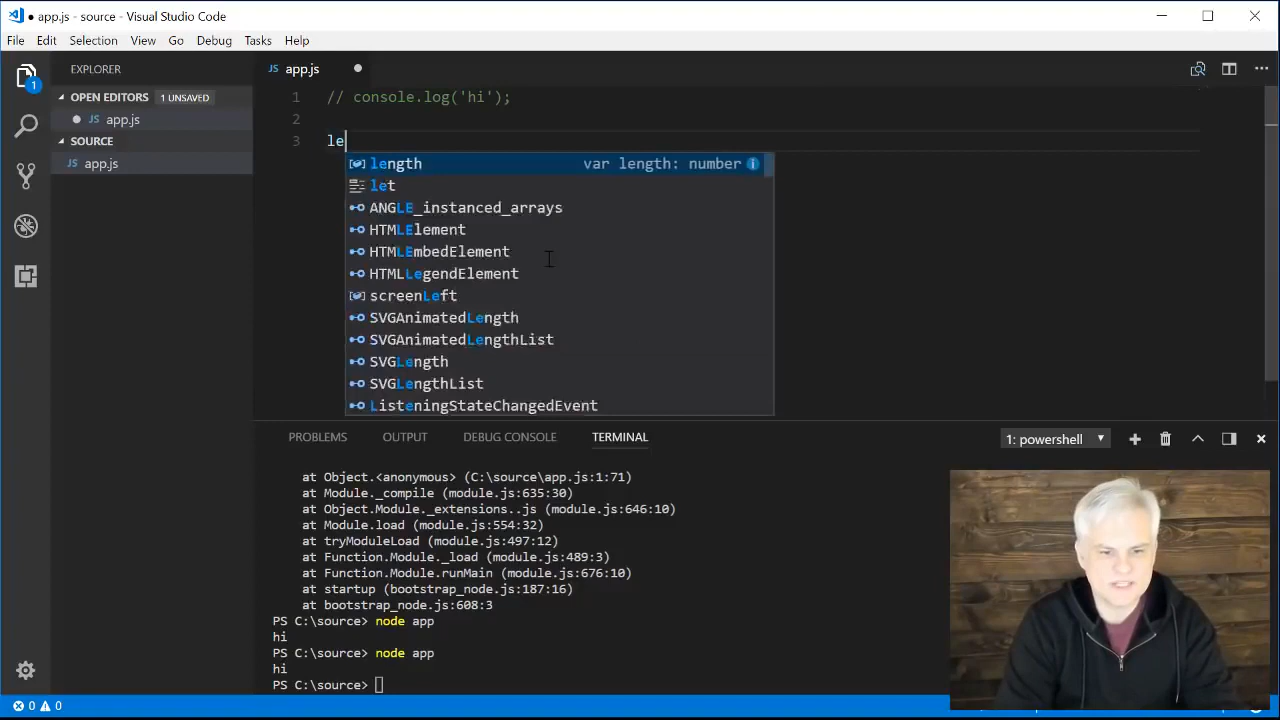 ● app.js - source - Visual Studio Code
File Edit Selection View Go Debug Tasks Help
EXPLORER
OPEN EDITORS 1 UNSAVED
● JS app.js
SOURCE
JS app.js
1
JS app.js ●
1 // console.log('hi');
2
3 le
length var length: number
let
ANGLE_instanced_arrays
HTMLElement
HTMLEmbedElement
HTMLLegendElement
screenLeft
SVGAnimatedLength
SVGAnimatedLengthList
SVGLength
SVGLengthList
ListeningStateChangedEvent
PROBLEMS OUTPUT DEBUG CONSOLE TERMINAL 1: powershell
at Object.<anonymous> (C:\source\app.js:1:71)
at Module._compile (module.js:635:30)
at Object.Module._extensions..js (module.js:646:10)
at Module.load (module.js:554:32)
at tryModuleLoad (module.js:497:12)
at Function.Module._load (module.js:489:3)
at Function.Module.runMain (module.js:676:10)
at startup (bootstrap_node.js:187:16)
at bootstrap_node.js:608:3
PS C:\source> node app
hi
PS C:\source> node app
hi
PS C:\source>
0 0